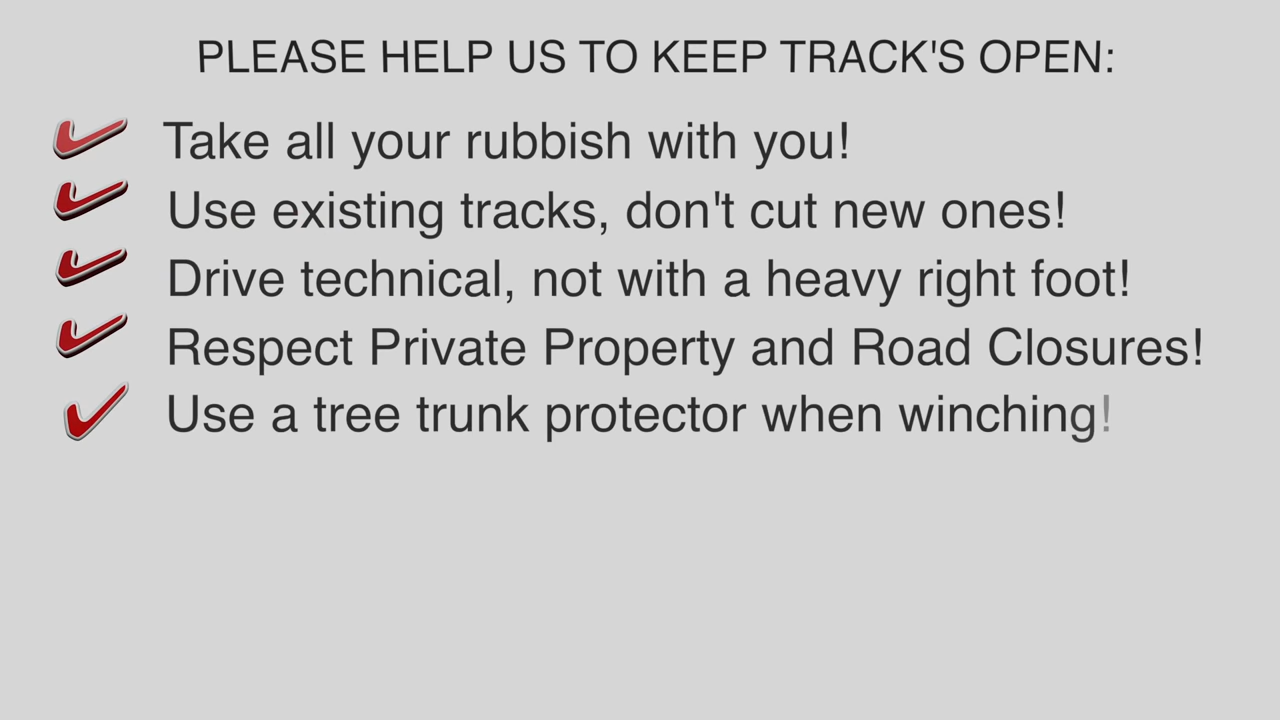 PLEASE HELP US TO KEEP TRACK'S OPEN:
Take all your rubbish with you!
Use existing tracks, don't cut new ones!
Drive technical, not with a heavy right foot!
Respect Private Property and Road Closures!
Use a tree trunk protector when winching!